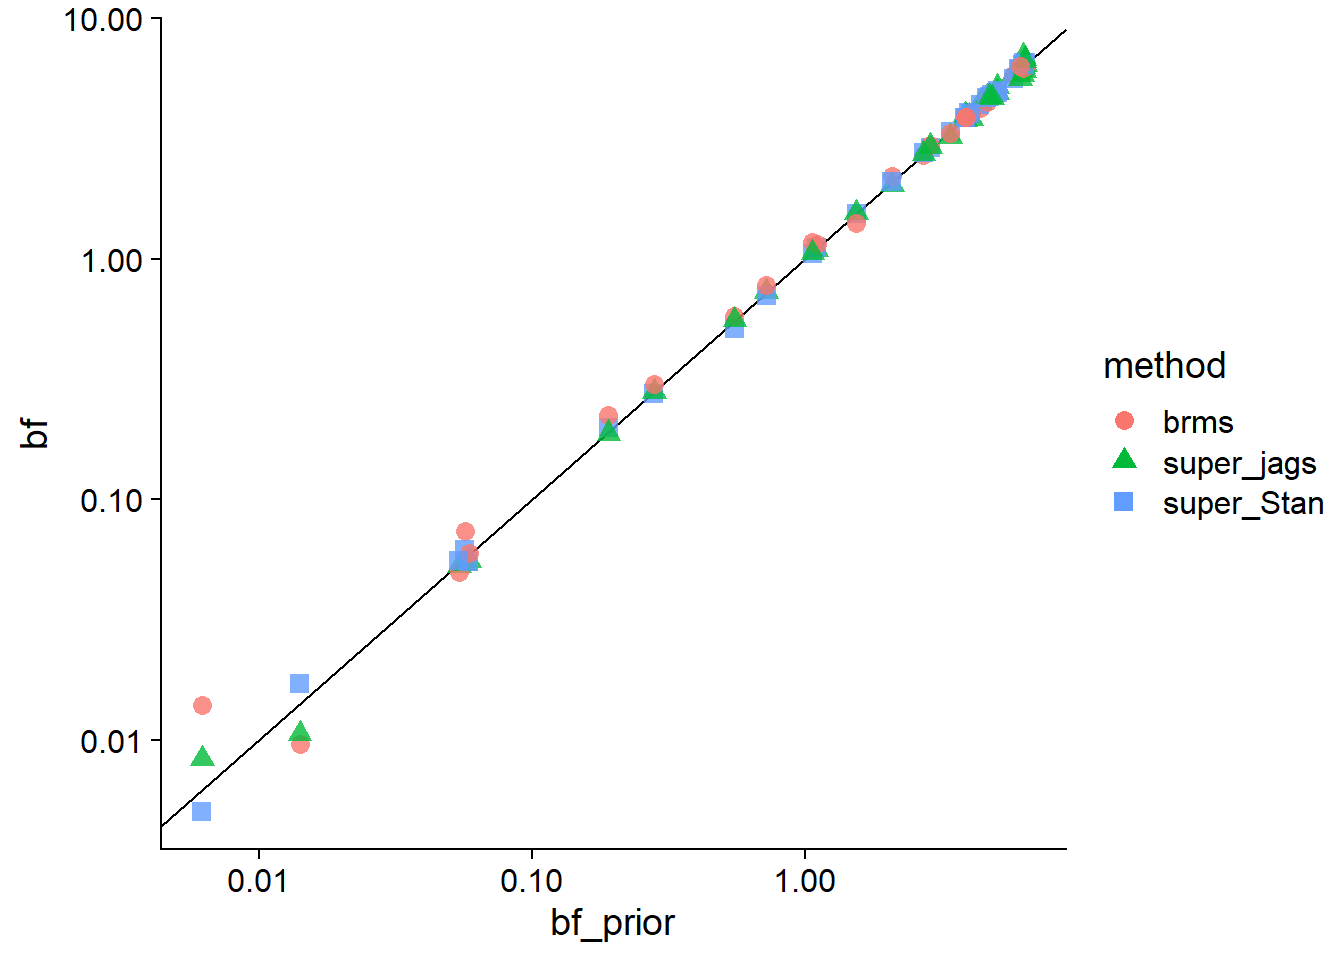 10.00
1.00
0.10
0.01
bf
0.01
0.10
1.00
bf_prior
method
brms
super_jags
super_Stan